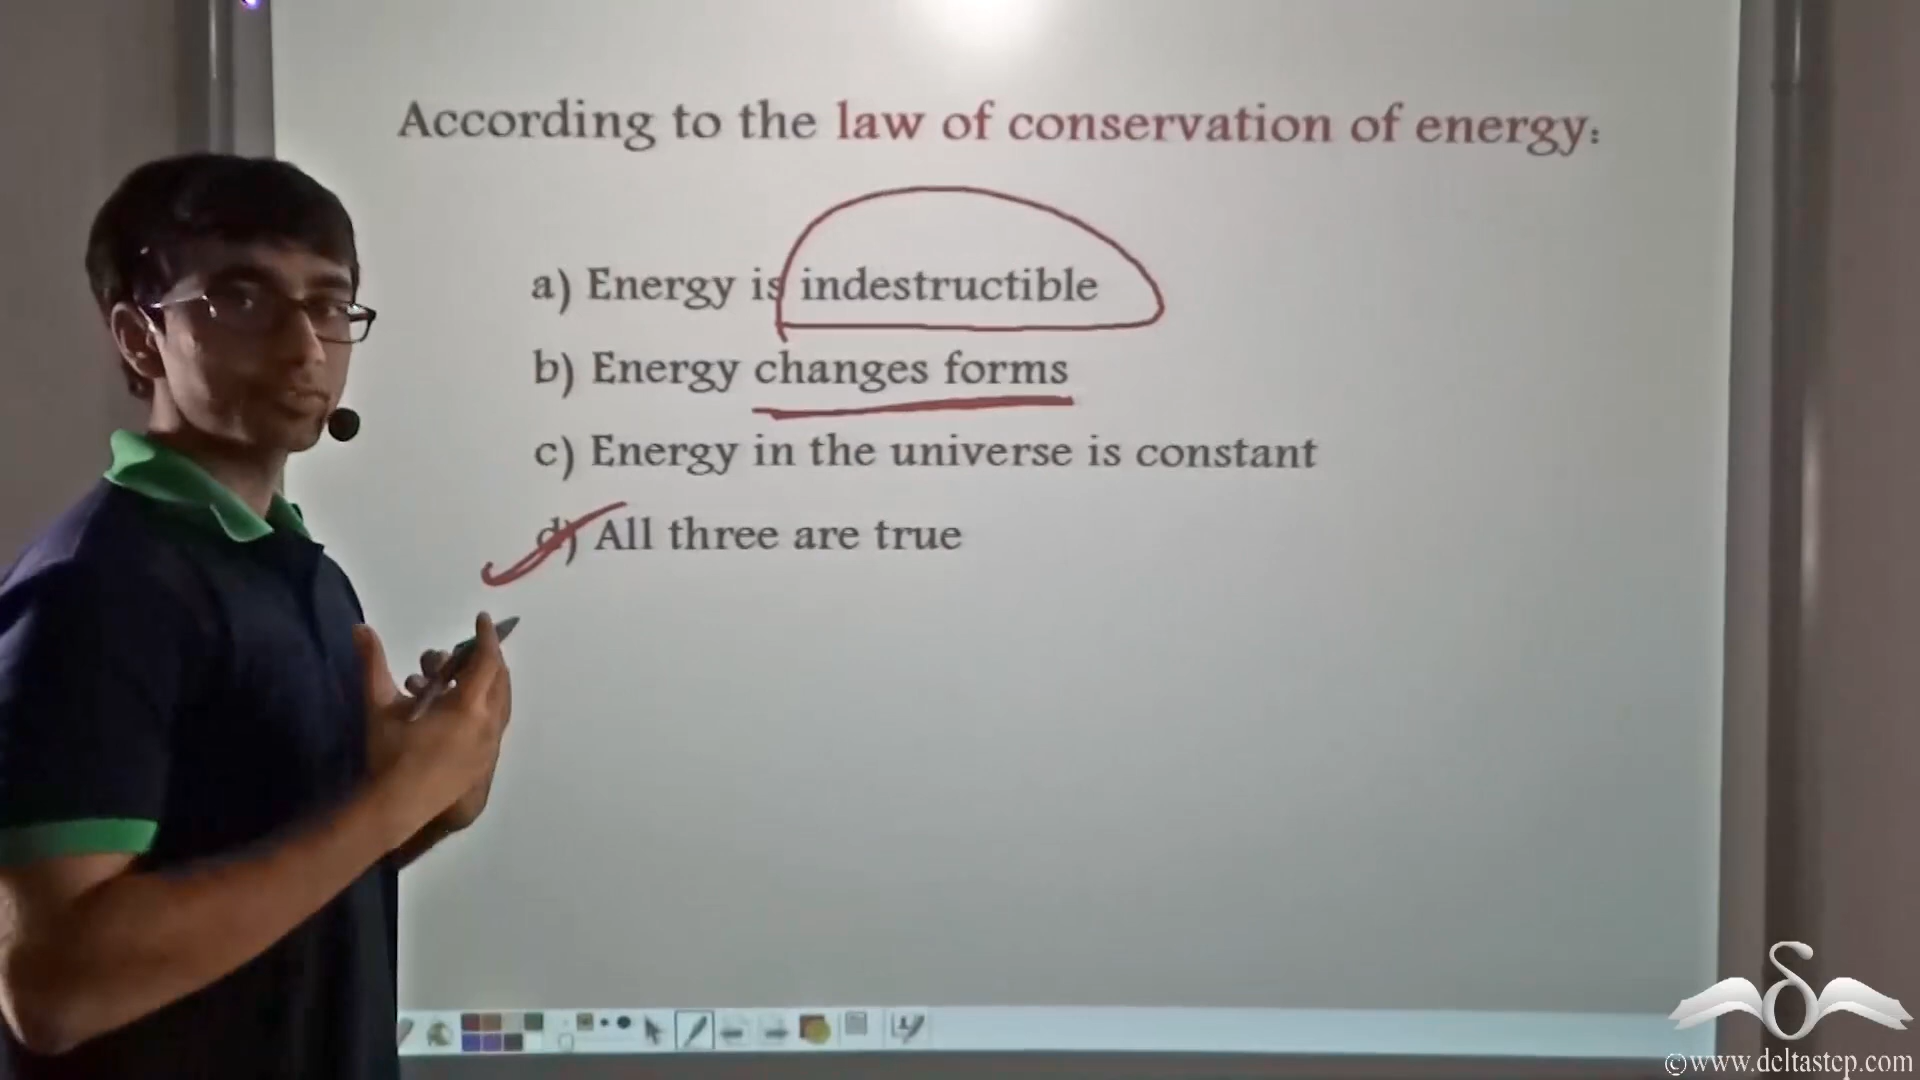 According to the law of conservation of energy:
a) Energy is indestructible
b) Energy changes forms
c) Energy in the universe is constant
d) All three are true
©www.deltastep.com